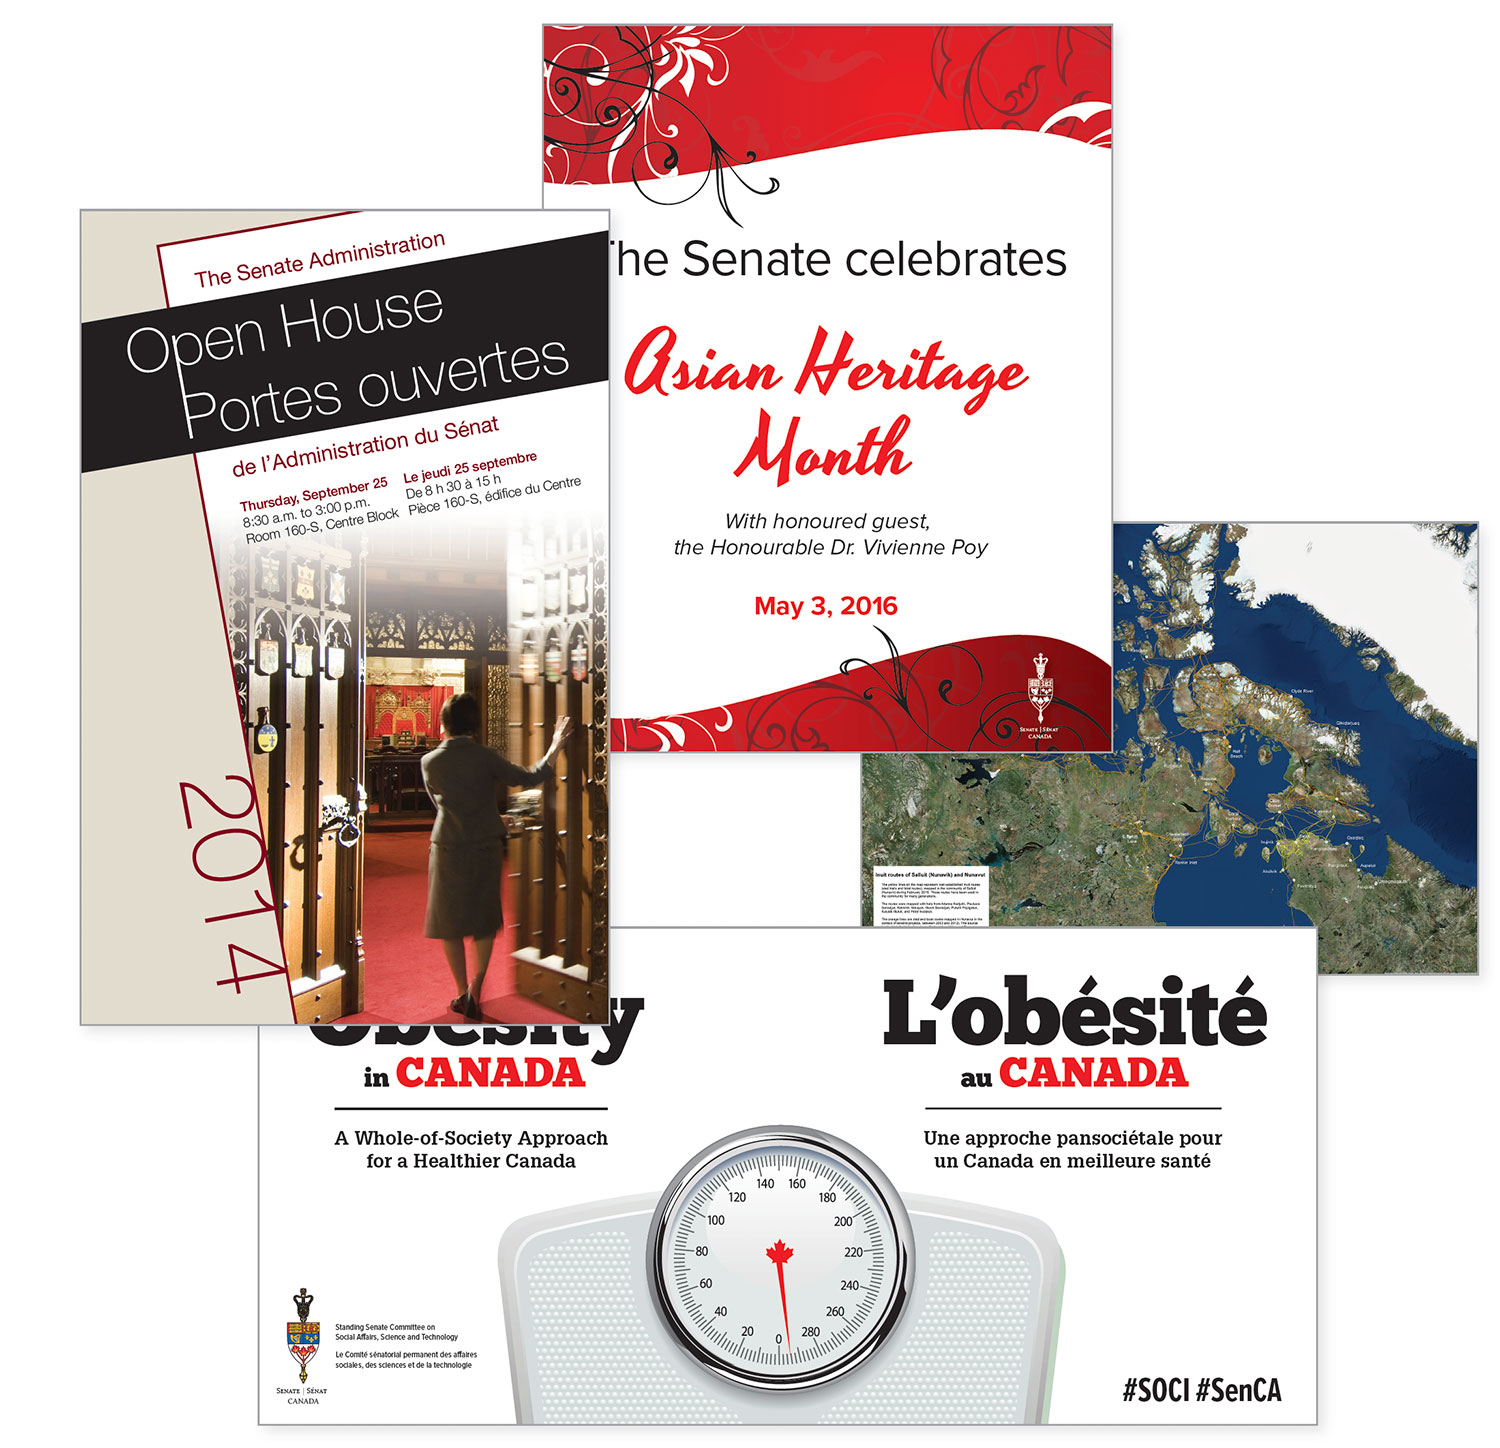 The Senate Administration
Open House
Portes ouvertes
de l'Administration du Sénat
Thursday, September 25
8:30 a.m. to 3:00 p.m.
Room 160-S, Centre Block
Le jeudi 25 septembre
De 8 h 30 à 15 h
Pièce 160-S, édifice du Centre
2014
The Senate celebrates
Asian Heritage
Month
With honoured guest,
the Honourable Dr. Vivienne Poy
May 3, 2016
SENATE | SÉNAT
CANADA
Clyde River
Hall
Beach
Inuit routes of Salluit (Nunavik) and Nunavut
Obesity
in CANADA
A Whole-of-Society Approach
for a Healthier Canada
L'obésité
au CANADA
Une approche pansociétale pour
un Canada en meilleure santé
0 20 40 60 80 100 120 140 160 180 200 220 240 260 280
Standing Senate Committee on
Social Affairs, Science and Technology
Le Comité sénatorial permanent des affaires
sociales, des sciences et de la technologie
SENATE | SÉNAT
CANADA
#SOCI #SenCA